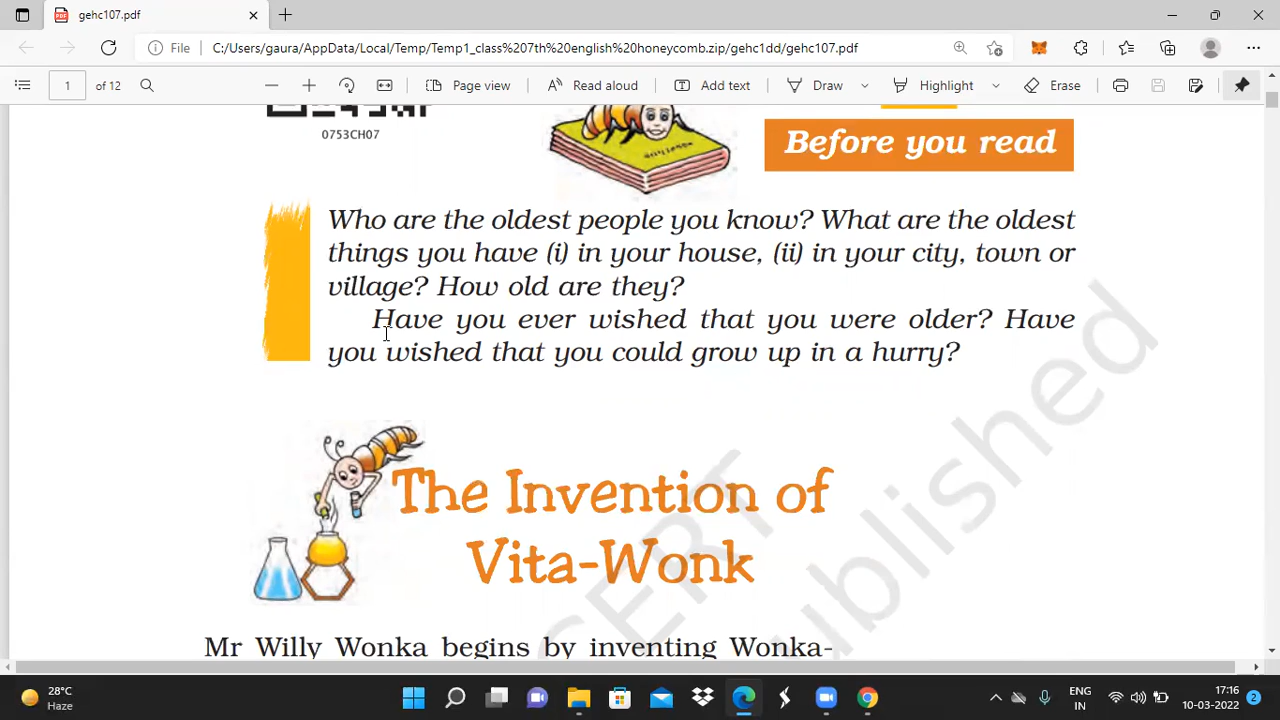 gehc107.pdf
File C:/Users/gaura/AppData/Local/Temp/Temp1_class%207th%20english%20honeycomb.zip/gehc1dd/gehc107.pdf
1 of 12 Page view Read aloud Add text Draw Highlight Erase
0753CH07
Before you read
Who are the oldest people you know? What are the oldest
things you have (i) in your house, (ii) in your city, town or
village? How old are they?
Have you ever wished that you were older? Have
you wished that you could grow up in a hurry?
The Invention of
Vita-Wonk
Mr Willy Wonka begins by inventing Wonka-
28°C
Haze
ENG
IN
17:16
10-03-2022
2